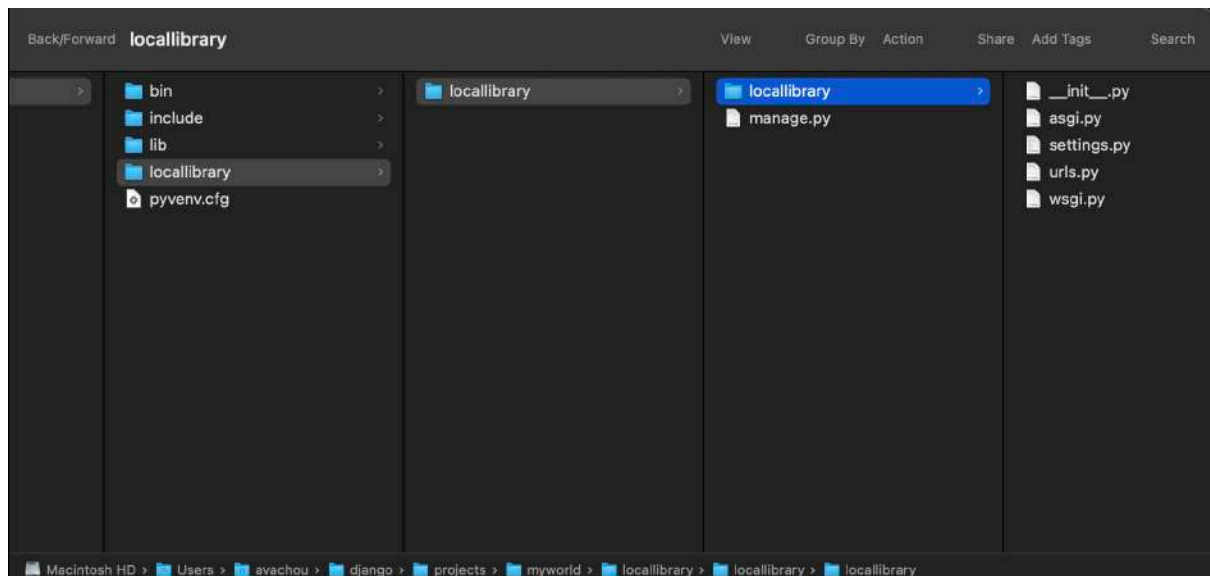 Back/Forward locallibrary View Group By Action Share Add Tags Search
bin
include
lib
locallibrary
pyvenv.cfg
locallibrary
locallibrary
manage.py
__init__.py
asgi.py
settings.py
urls.py
wsgi.py
Macintosh HD › Users › avachou › django › projects › myworld › locallibrary › locallibrary › locallibrary